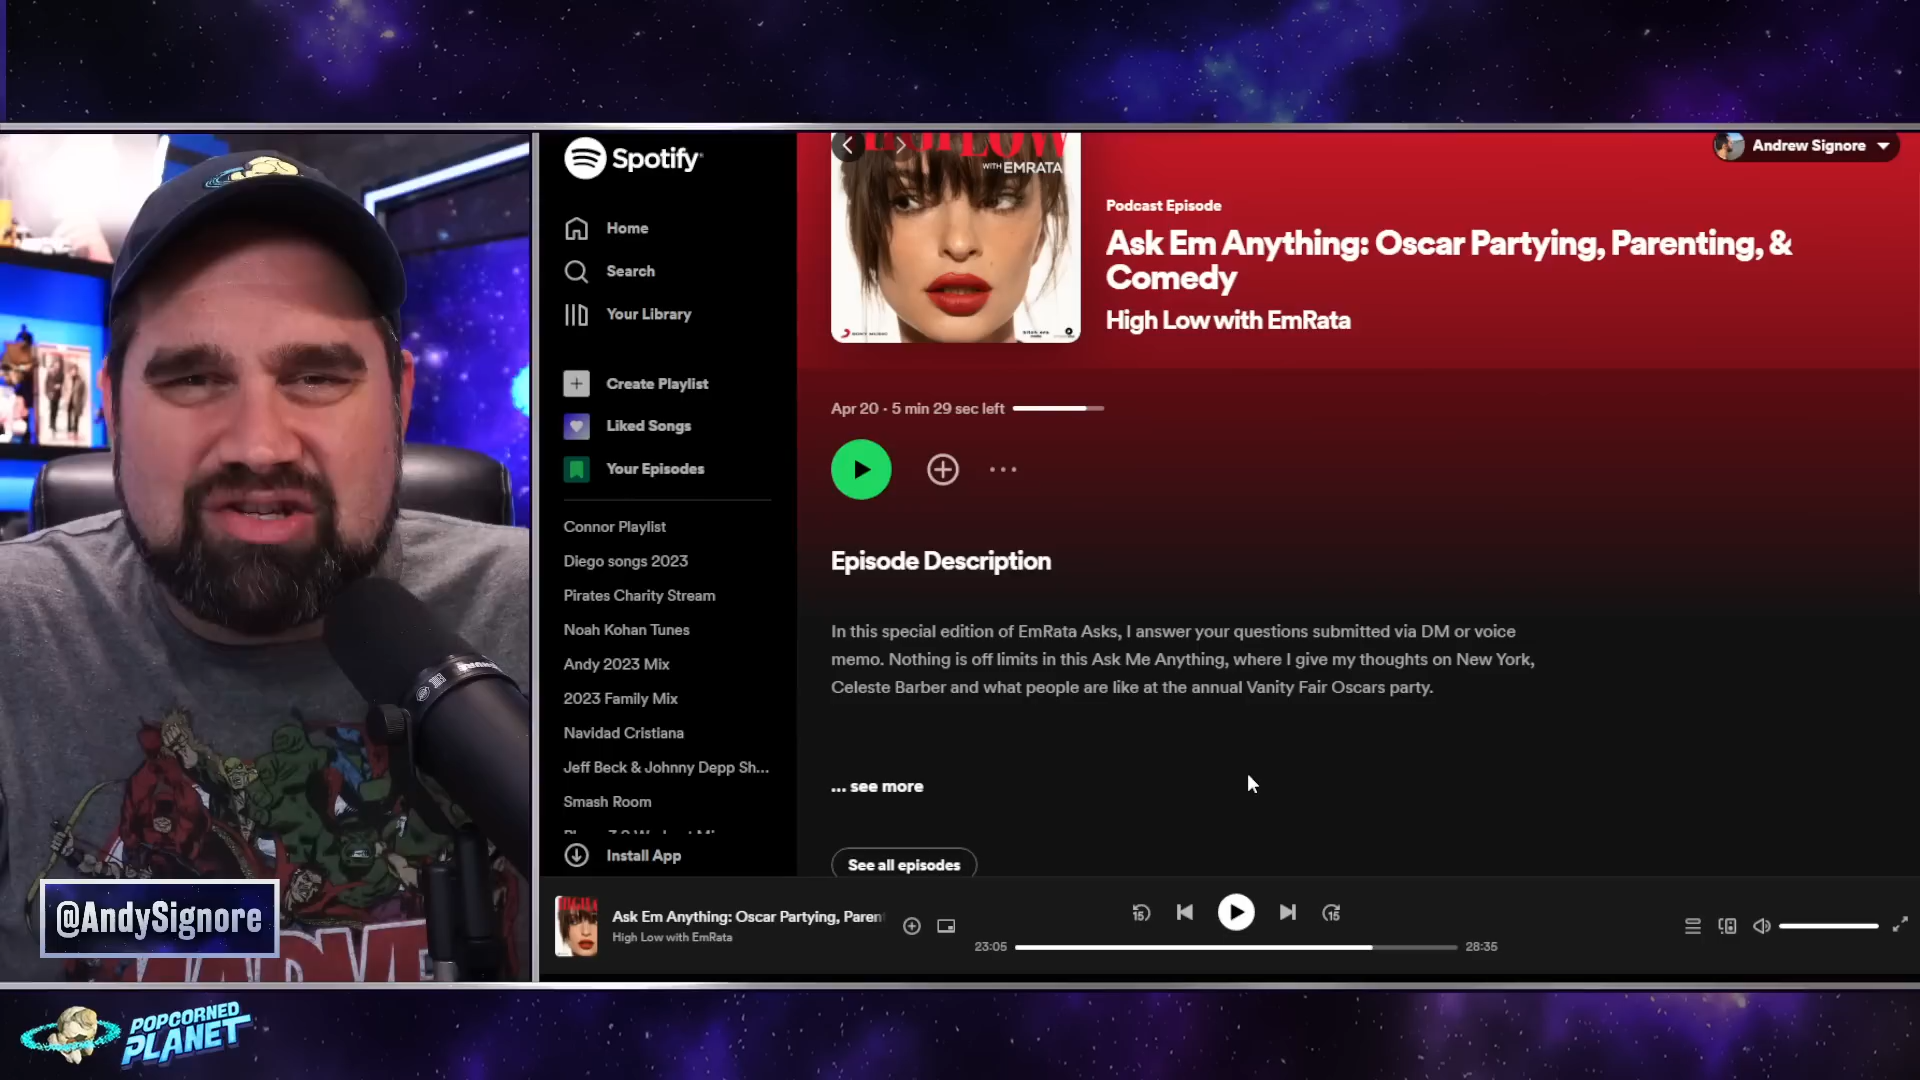 Spotify
Home
Search
Your Library
Create Playlist
Liked Songs
Your Episodes
Connor Playlist
Diego songs 2023
Pirates Charity Stream
Noah Kohan Tunes
Andy 2023 Mix
2023 Family Mix
Navidad Cristiana
Jeff Beck & Johnny Depp Sh...
Smash Room
Install App
HIGH LOW
WITH EMRATA
Andrew Signore
Podcast Episode
Ask Em Anything: Oscar Partying, Parenting, &
Comedy
High Low with EmRata
Apr 20 · 5 min 29 sec left
Episode Description
In this special edition of EmRata Asks, I answer your questions submitted via DM or voice
memo. Nothing is off limits in this Ask Me Anything, where I give my thoughts on New York,
Celeste Barber and what people are like at the annual Vanity Fair Oscars party.
... see more
See all episodes
Ask Em Anything: Oscar Partying, Paren
High Low with EmRata
15
15
23:05
28:35
@AndySignore
MARVE
POPCORNED
PLANET